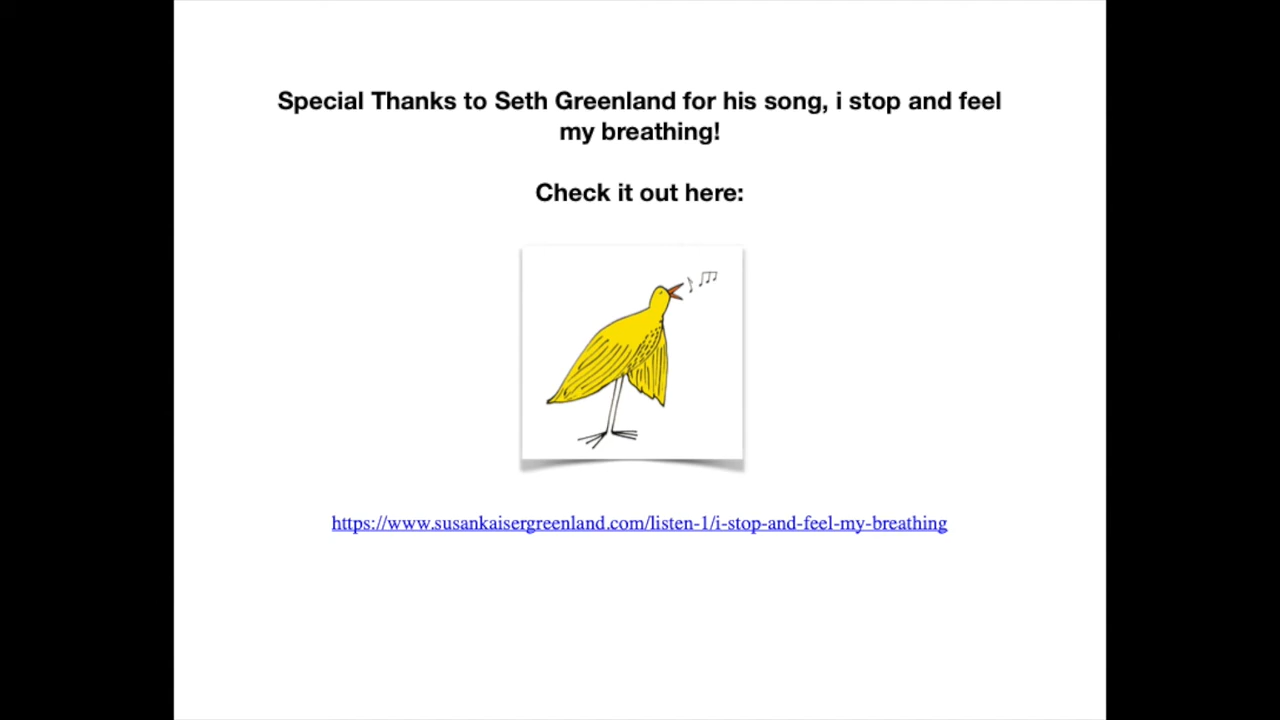 Special Thanks to Seth Greenland for his song, i stop and feel
my breathing!
Check it out here:
https://www.susankaisergreenland.com/listen-1/i-stop-and-feel-my-breathing